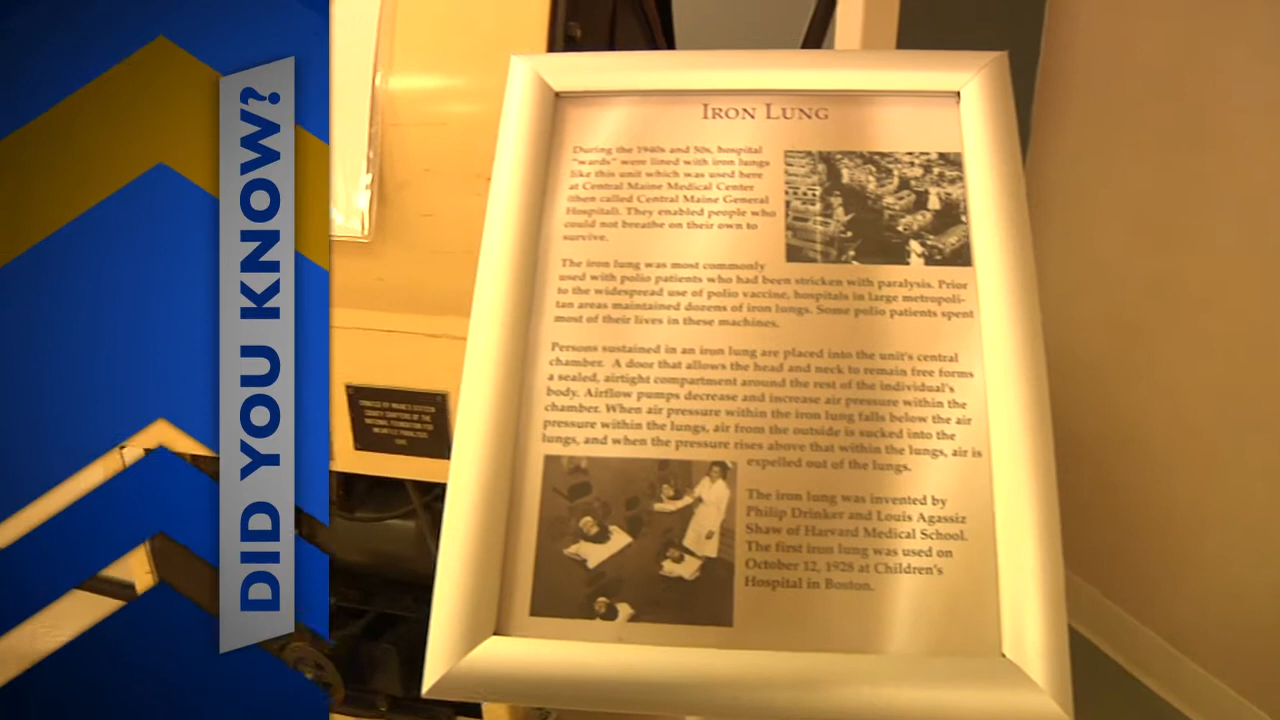 DID YOU KNOW?
IRON LUNG
During the 1940s and 50s, hospital
"wards" were lined with iron lungs
like this unit which was used here
at Central Maine Medical Center
(then called Central Maine General
Hospital). They enabled people who
could not breathe on their own to
survive.
The iron lung was most commonly
used with polio patients who had been stricken with paralysis. Prior
to the widespread use of polio vaccine, hospitals in large metropoli-
tan areas maintained dozens of iron lungs. Some polio patients spent
most of their lives in these machines.
Persons sustained in an iron lung are placed into the unit's central
chamber. A door that allows the head and neck to remain free forms
a sealed, airtight compartment around the rest of the individual's
body. Airflow pumps decrease and increase air pressure within the
chamber. When air pressure within the iron lung falls below the air
pressure within the lungs, air from the outside is sucked into the
lungs, and when the pressure rises above that within the lungs, air is
expelled out of the lungs.
The iron lung was invented by
Philip Drinker and Louis Agassiz
Shaw of Harvard Medical School.
The first iron lung was used on
October 12, 1928 at Children's
Hospital in Boston.
COUNTY CHAPTERS OF THE
NATIONAL FOUNDATION FOR
INFANTILE PARALYSIS